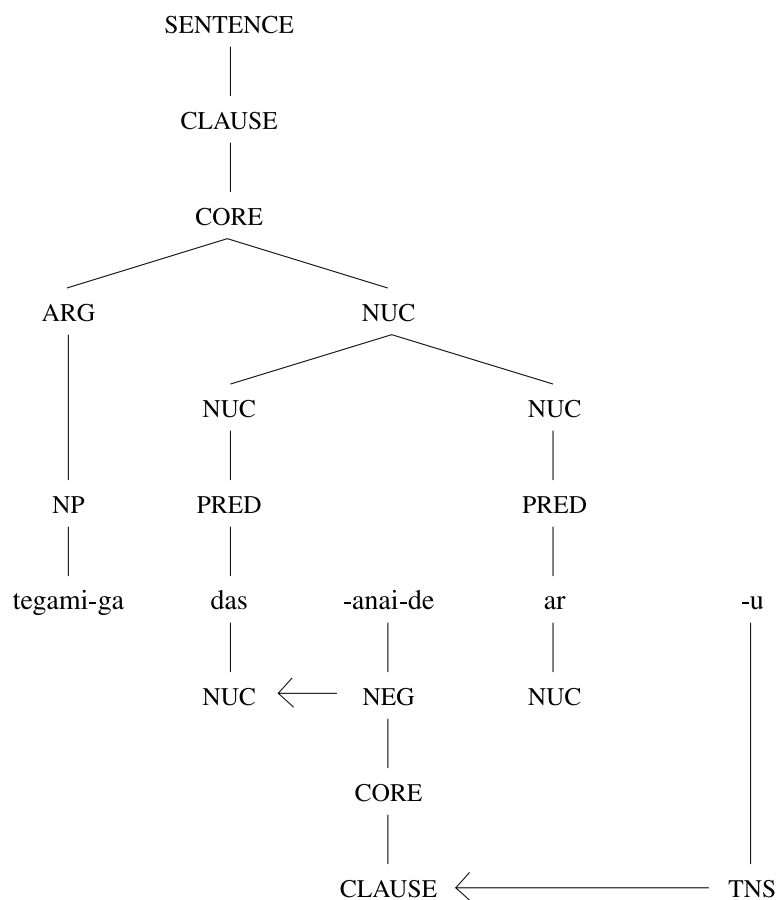 SENTENCE
CLAUSE
CORE
ARG NUC
NUC NUC
NP PRED PRED
tegami-ga das -anai-de ar -u
NUC NEG NUC
CORE
CLAUSE TNS